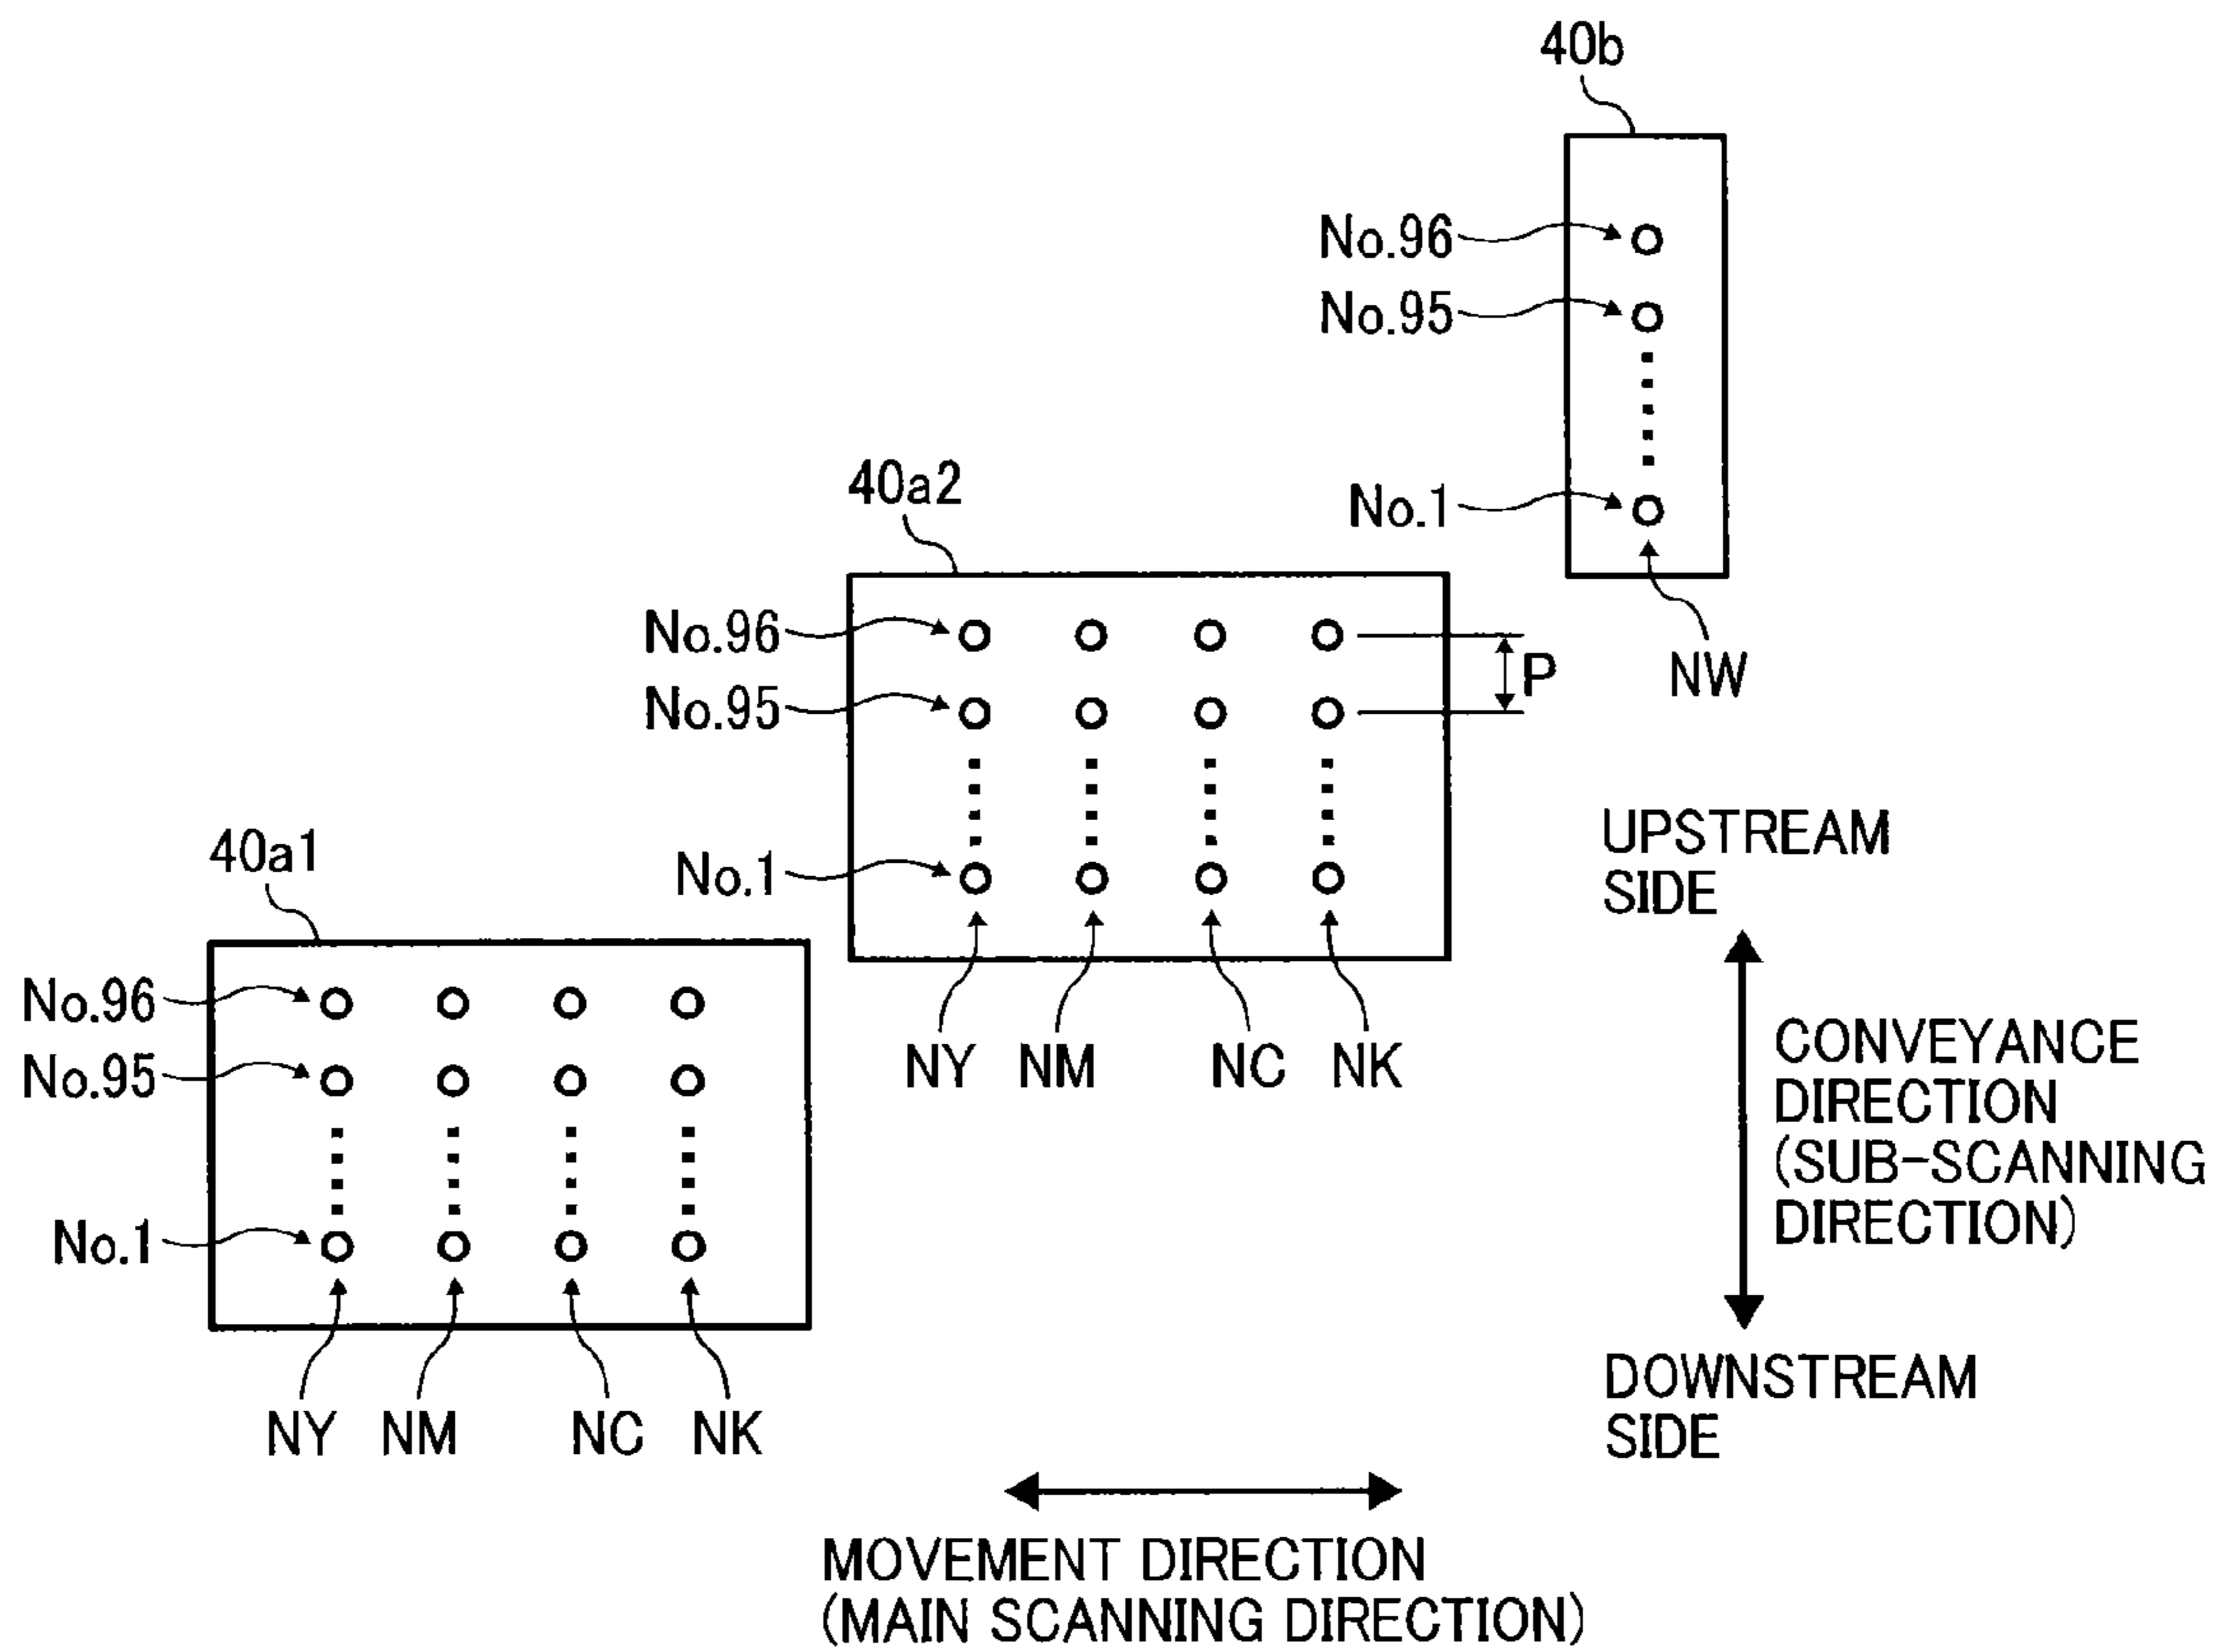 40b
No.96
No.95
No.1
NW
40a2
No.96
No.95
No.1
P
NY NM NC NK
40a1
No.96
No.95
No.1
NY NM NC NK
UPSTREAM
SIDE
CONVEYANCE
DIRECTION
(SUB-SCANNING
DIRECTION)
DOWNSTREAM
SIDE
MOVEMENT DIRECTION
(MAIN SCANNING DIRECTION)